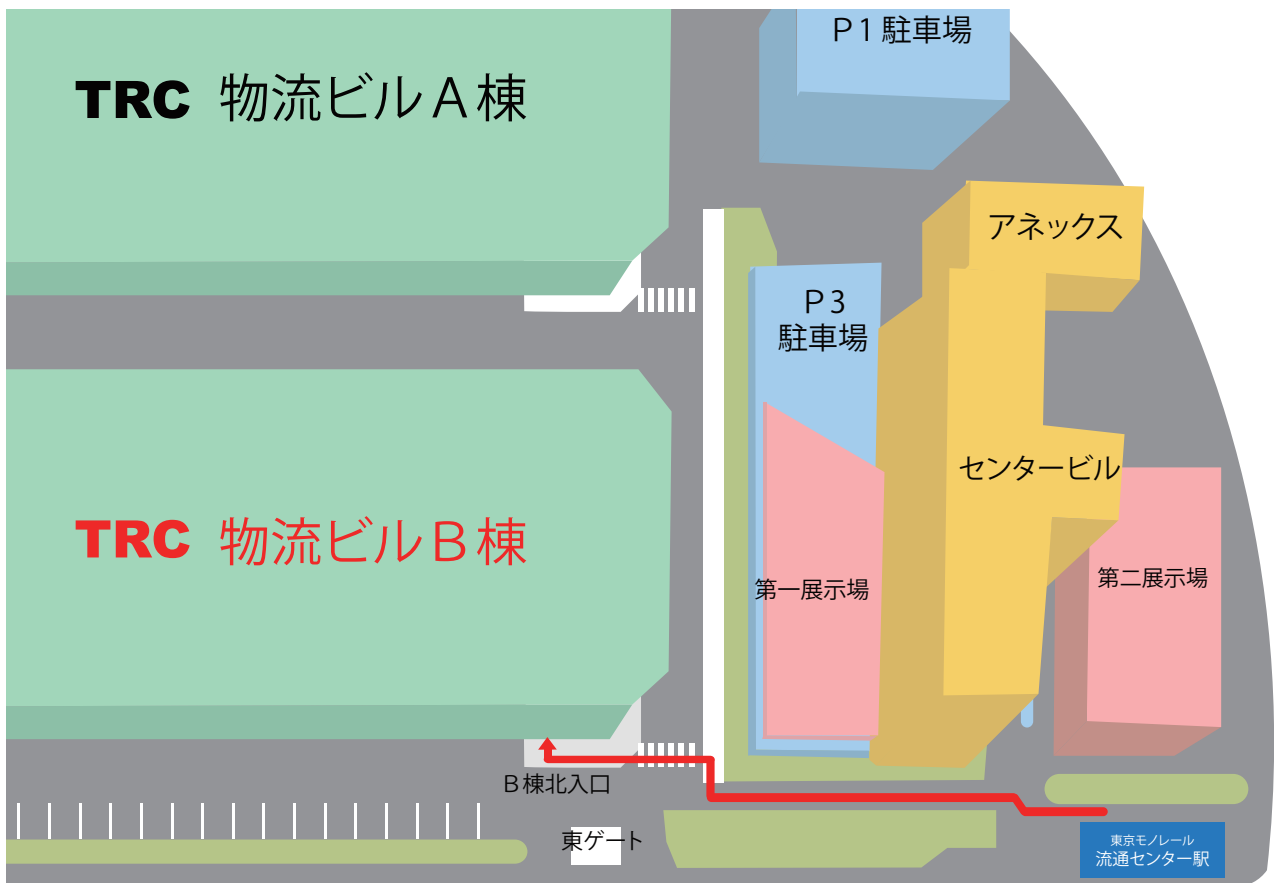 P1 駐車場
TRC 物流ビルA棟
アネックス
P3
駐車場
センタービル
TRC 物流ビルB棟
第一展示場
第二展示場
B棟北入口
東ゲート
東京モノレール
流通センター駅